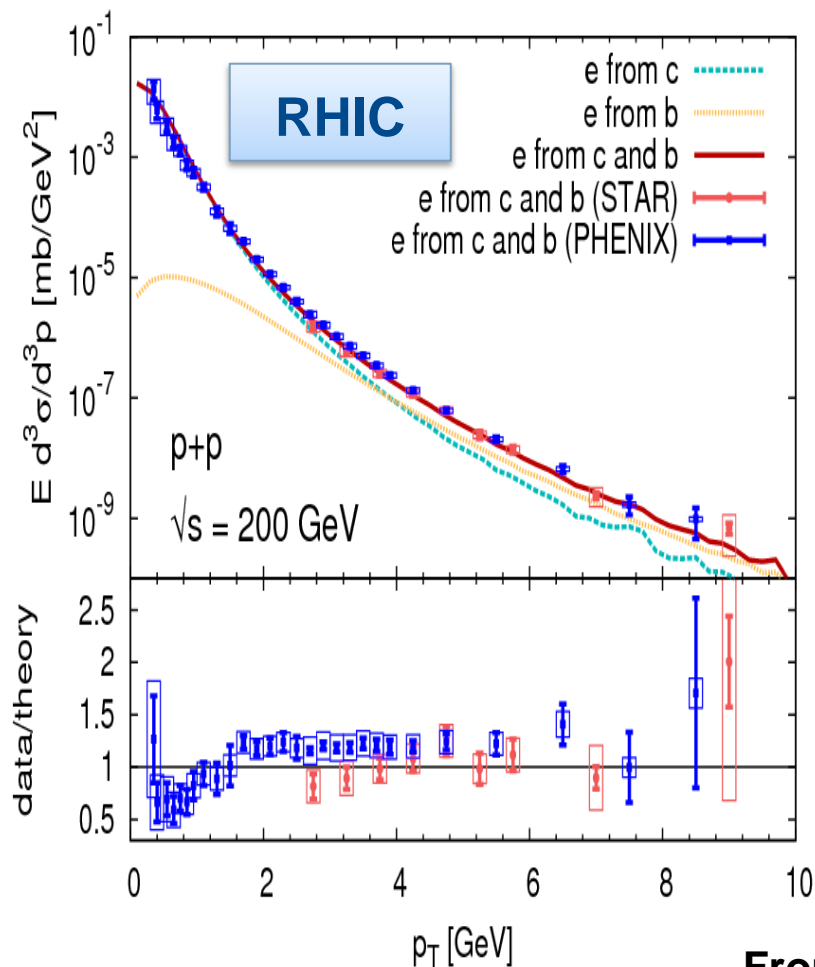 10^-1
10^-3
10^-5
10^-7
10^-9
E d^3σ/d^3p [mb/GeV^2]
RHIC
e from c
e from b
e from c and b
e from c and b (STAR)
e from c and b (PHENIX)
p+p
√s = 200 GeV
2.5
2
1.5
1
0.5
data/theory
0 2 4 6 8 10
p_T [GeV]
From